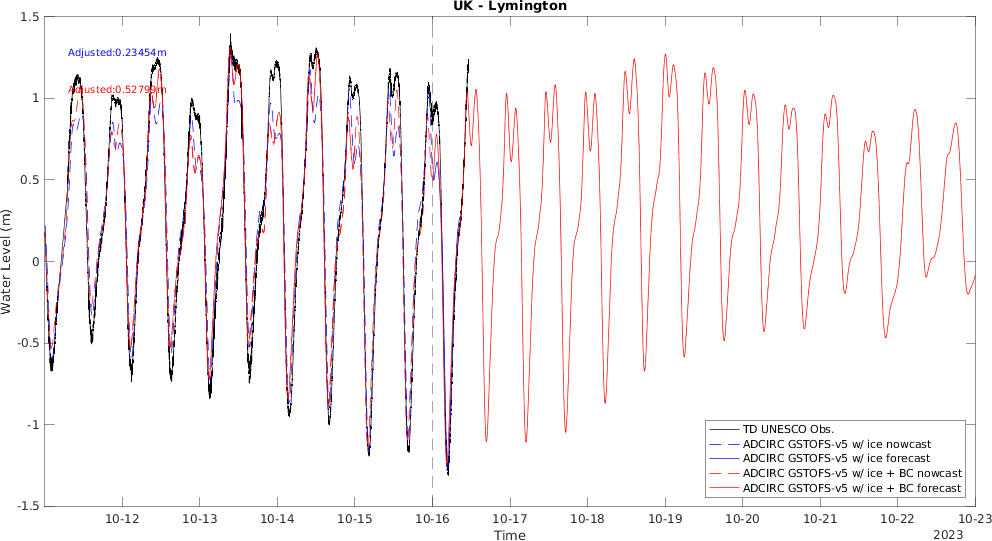 UK - Lymington
1.5
Adjusted:0.23454m
1
Adjusted:0.52799m
0.5
0
-0.5
-1
-1.5
Water Level (m)
TD UNESCO Obs.
ADCIRC GSTOFS-v5 w/ ice nowcast
ADCIRC GSTOFS-v5 w/ ice forecast
ADCIRC GSTOFS-v5 w/ ice + BC nowcast
ADCIRC GSTOFS-v5 w/ ice + BC forecast
10-12 10-13 10-14 10-15 10-16 10-17 10-18 10-19 10-20 10-21 10-22 10-23
Time
2023